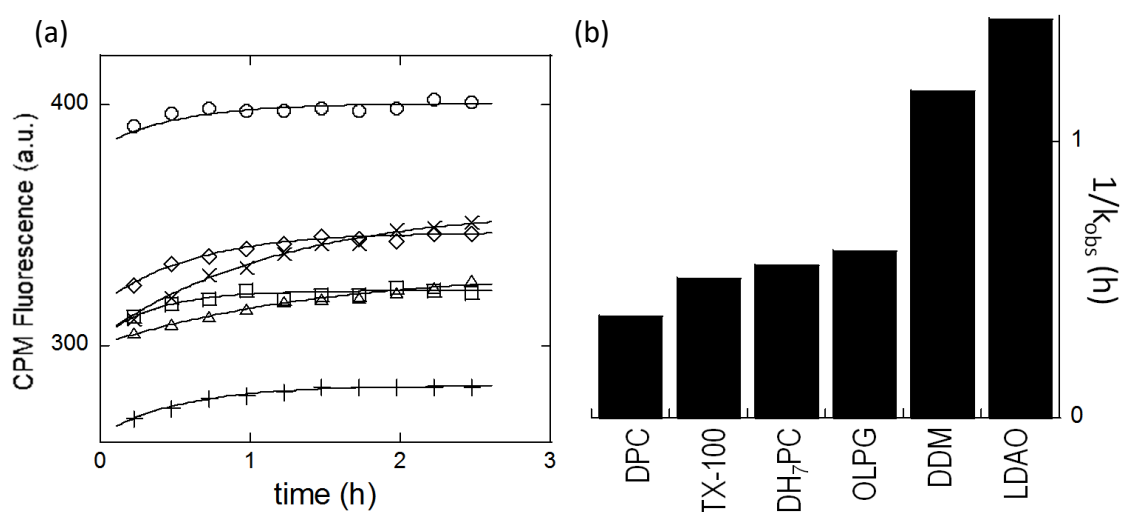 (a)
(b)
CPM Fluorescence (a.u.)
400
300
0
1
2
3
time (h)
1
0
1/kobs (h)
DPC
TX-100
DH7PC
OLPG
DDM
LDAO